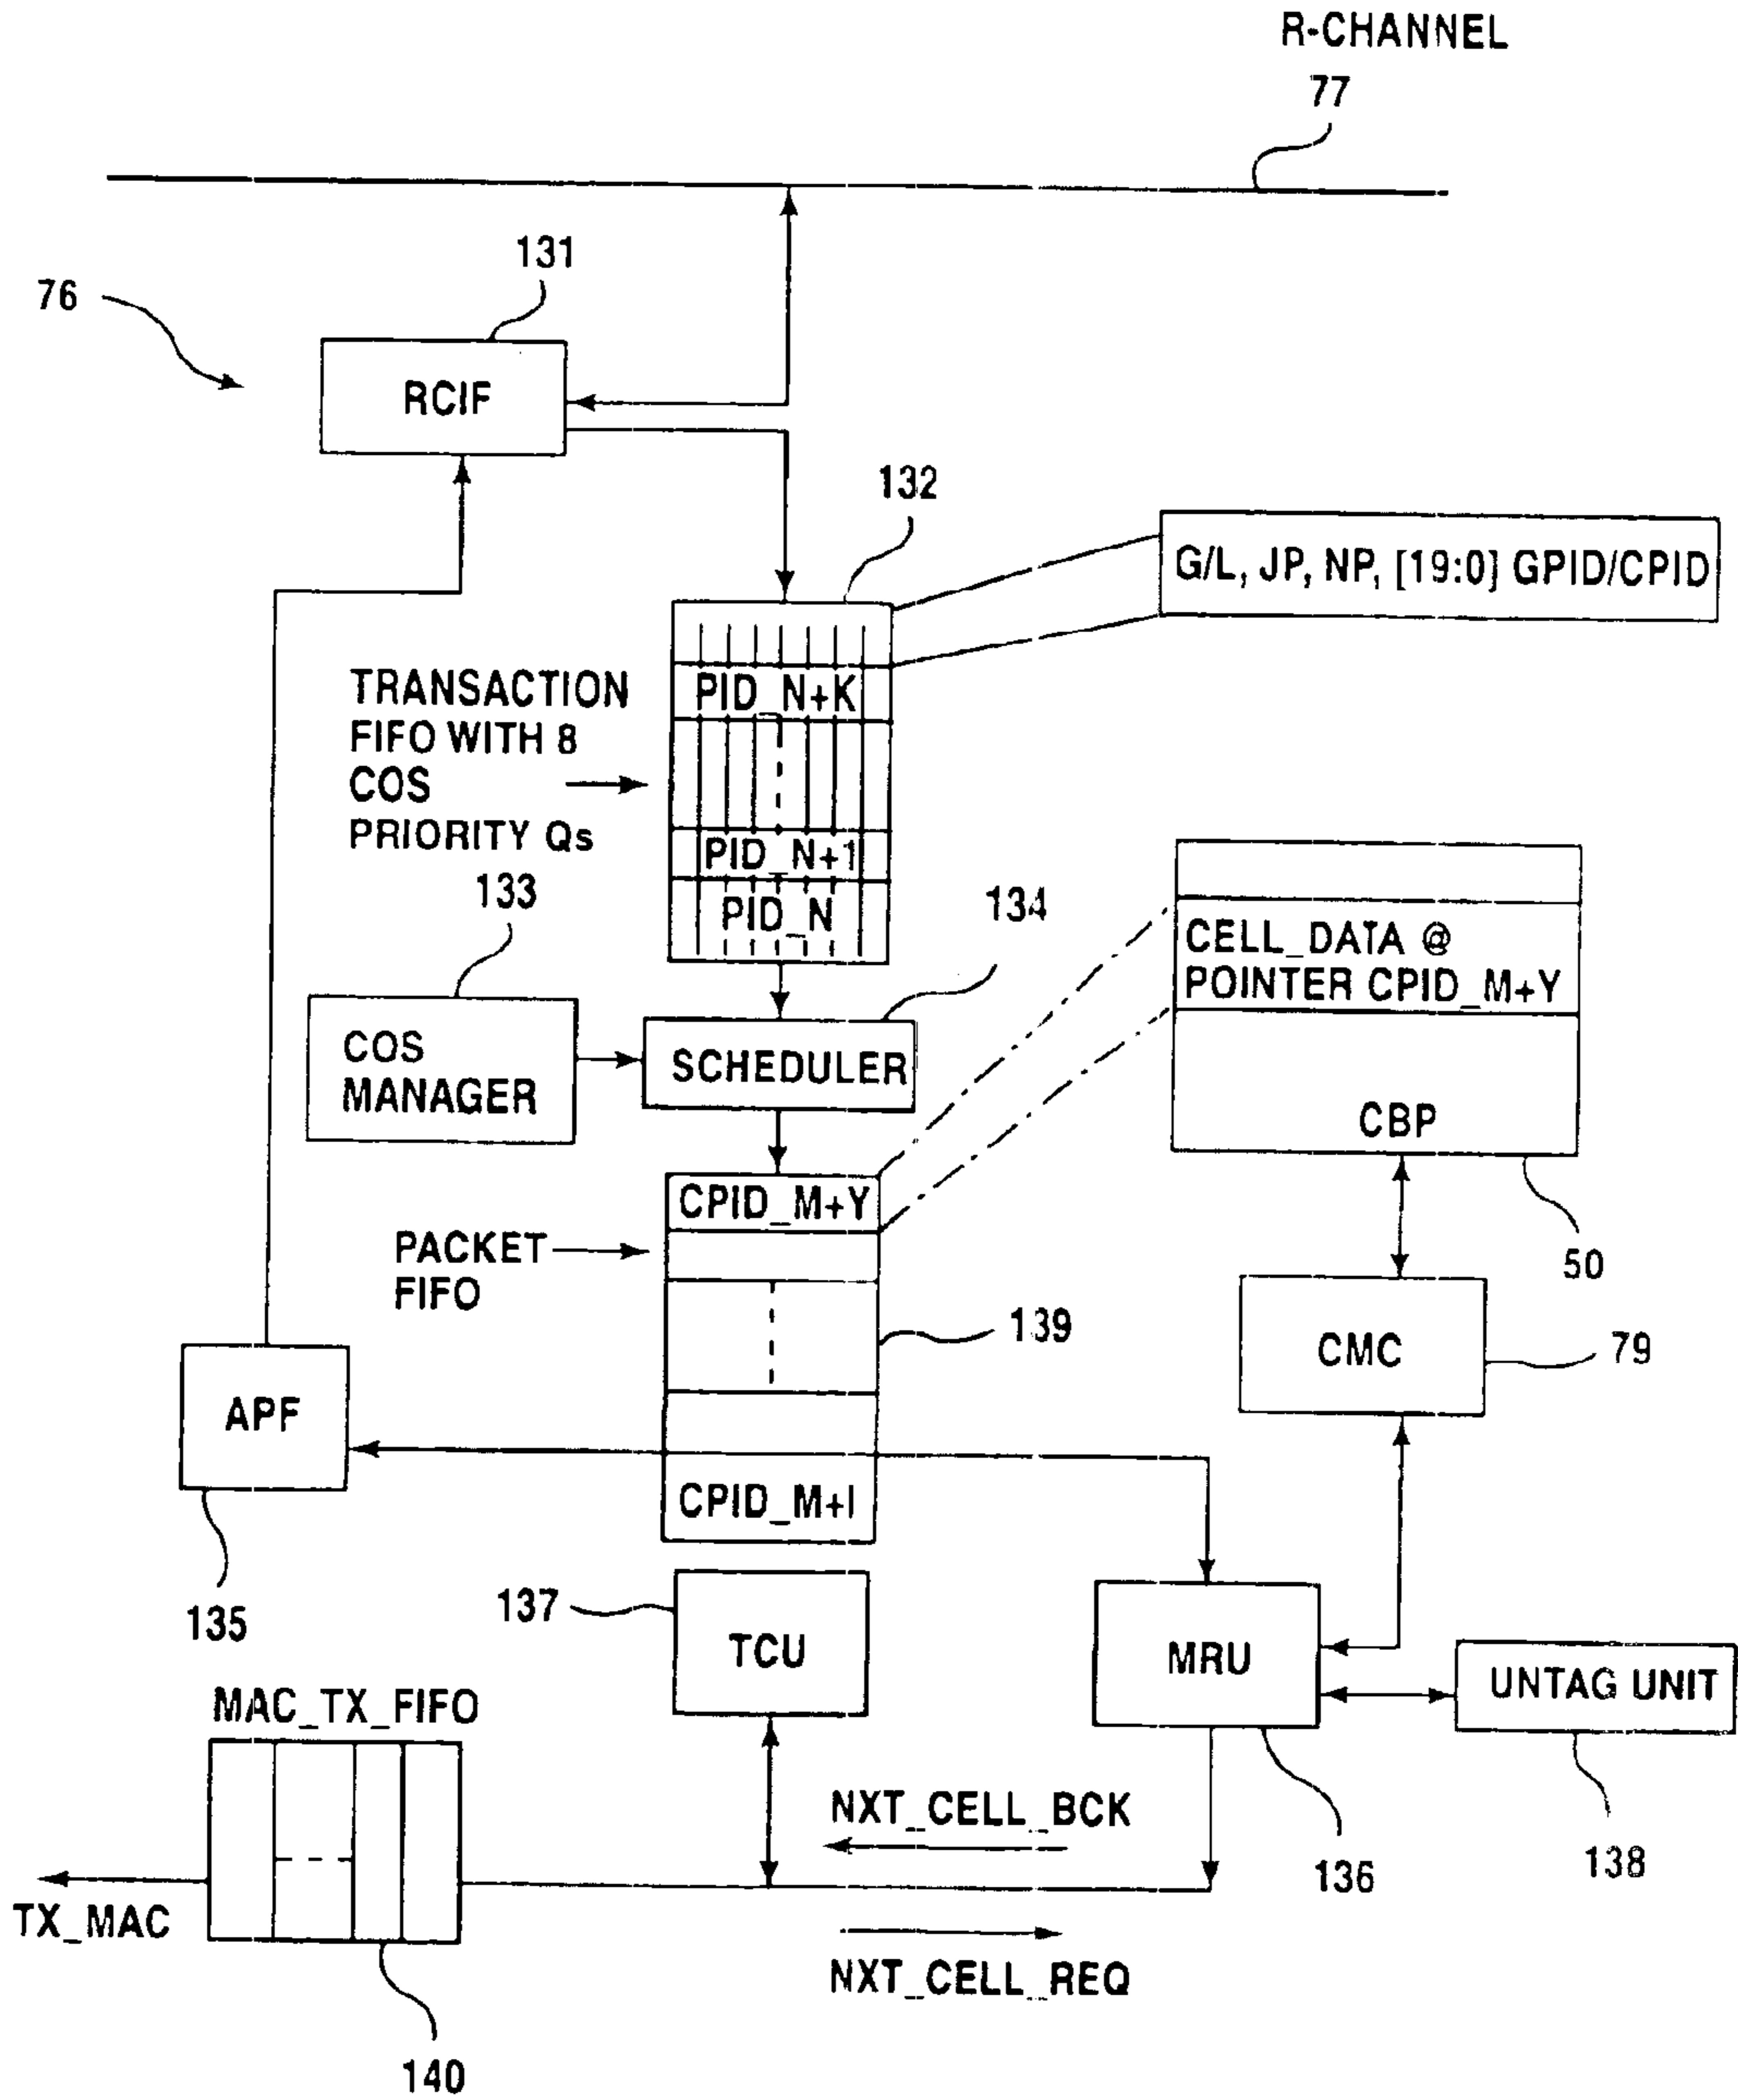 R-CHANNEL
77
131
76
RCIF
132
G/L, JP, NP, [19:0] GPID/CPID
TRANSACTION
FIFO WITH 8
COS
PRIORITY Qs
PID_N+K
PID_N+1
PID_N
133
134
COS
MANAGER
SCHEDULER
CELL_DATA @
POINTER CPID_M+Y
CBP
50
CPID_M+Y
PACKET
FIFO
139
CMC
79
APF
CPID_M+I
135
137
TCU
MRU
UNTAG UNIT
MAC_TX_FIFO
NXT_CELL_BCK
136
138
TX_MAC
NXT_CELL_REQ
140